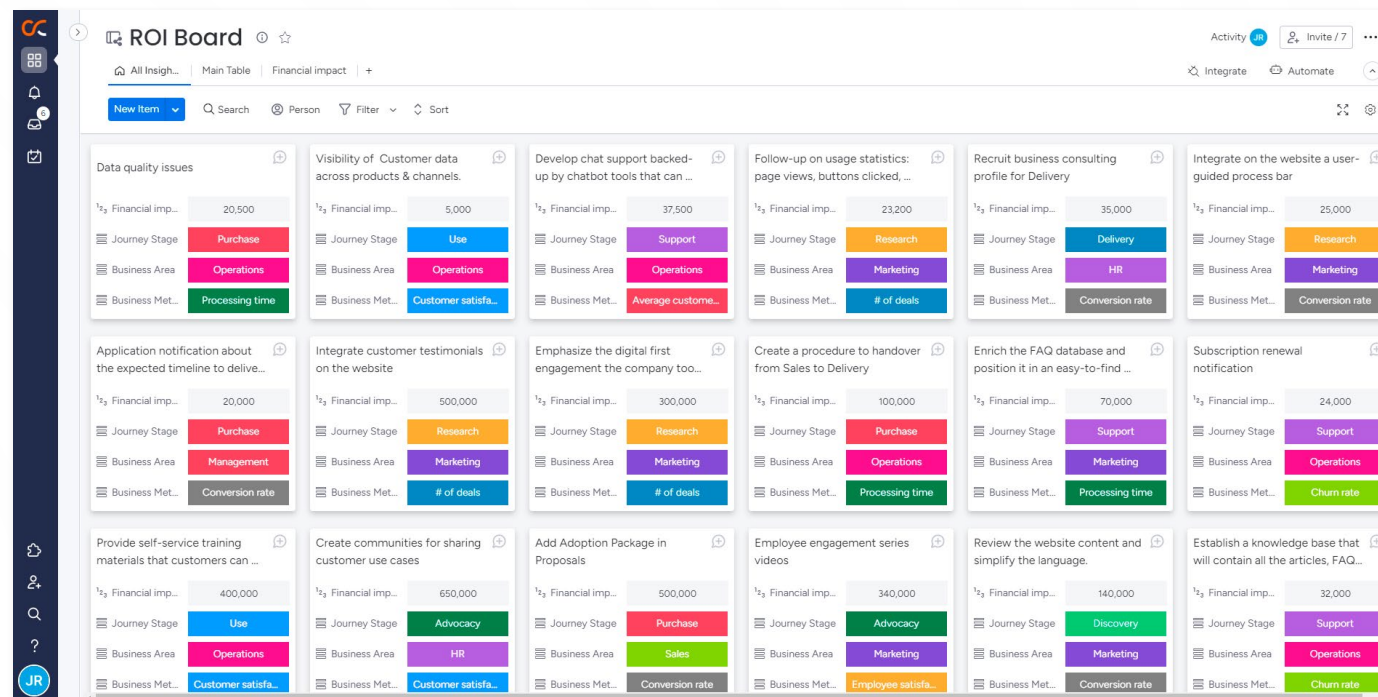 ROI Board
Activity JR Invite / 7
All Insigh... Main Table Financial impact +
Integrate Automate
New Item Search Person Filter Sort
6
Data quality issues
Financial imp... 20,500
Journey Stage Purchase
Business Area Operations
Business Met... Processing time
Visibility of Customer data
across products & channels.
Financial imp... 5,000
Journey Stage Use
Business Area Operations
Business Met... Customer satisfa...
Develop chat support backed-
up by chatbot tools that can ...
Financial imp... 37,500
Journey Stage Support
Business Area Operations
Business Met... Average custome...
Follow-up on usage statistics:
page views, buttons clicked, ...
Financial imp... 23,200
Journey Stage Research
Business Area Marketing
Business Met... # of deals
Recruit business consulting
profile for Delivery
Financial imp... 35,000
Journey Stage Delivery
Business Area HR
Business Met... Conversion rate
Integrate on the website a user-
guided process bar
Financial imp... 25,000
Journey Stage Research
Business Area Marketing
Business Met... Conversion rate
Application notification about
the expected timeline to delive...
Financial imp... 20,000
Journey Stage Purchase
Business Area Management
Business Met... Conversion rate
Integrate customer testimonials
on the website
Financial imp... 500,000
Journey Stage Research
Business Area Marketing
Business Met... # of deals
Emphasize the digital first
engagement the company too...
Financial imp... 300,000
Journey Stage Research
Business Area Marketing
Business Met... # of deals
Create a procedure to handover
from Sales to Delivery
Financial imp... 100,000
Journey Stage Purchase
Business Area Operations
Business Met... Processing time
Enrich the FAQ database and
position it in an easy-to-find ...
Financial imp... 70,000
Journey Stage Support
Business Area Marketing
Business Met... Processing time
Subscription renewal
notification
Financial imp... 24,000
Journey Stage Support
Business Area Operations
Business Met... Churn rate
Provide self-service training
materials that customers can ...
Financial imp... 400,000
Journey Stage Use
Business Area Operations
Business Met... Customer satisfa...
Create communities for sharing
customer use cases
Financial imp... 650,000
Journey Stage Advocacy
Business Area HR
Business Met... Customer satisfa...
Add Adoption Package in
Proposals
Financial imp... 500,000
Journey Stage Purchase
Business Area Sales
Business Met... Conversion rate
Employee engagement series
videos
Financial imp... 340,000
Journey Stage Advocacy
Business Area Marketing
Business Met... Employee satisfa...
Review the website content and
simplify the language.
Financial imp... 140,000
Journey Stage Discovery
Business Area Marketing
Business Met... Conversion rate
Establish a knowledge base that
will contain all the articles, FAQ...
Financial imp... 32,000
Journey Stage Support
Business Area Operations
Business Met... Churn rate
JR